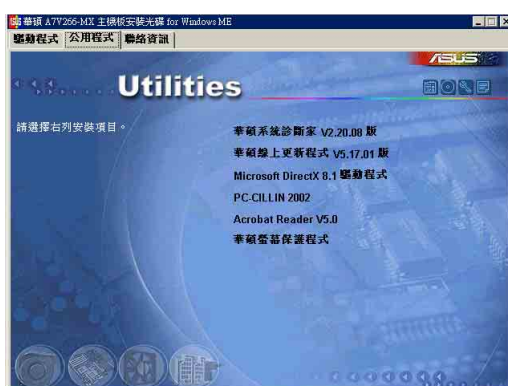 華碩 A7V266-MX 主機板安裝光碟 for Windows ME
驅動程式 公用程式 聯絡資訊
ASUS
Utilities
請選擇右列安裝項目。
華碩系統診斷家 V2.20.08 版
華碩線上更新程式 V5.17.01 版
Microsoft DirectX 8.1 驅動程式
PC-CILLIN 2002
Acrobat Reader V5.0
華碩螢幕保護程式